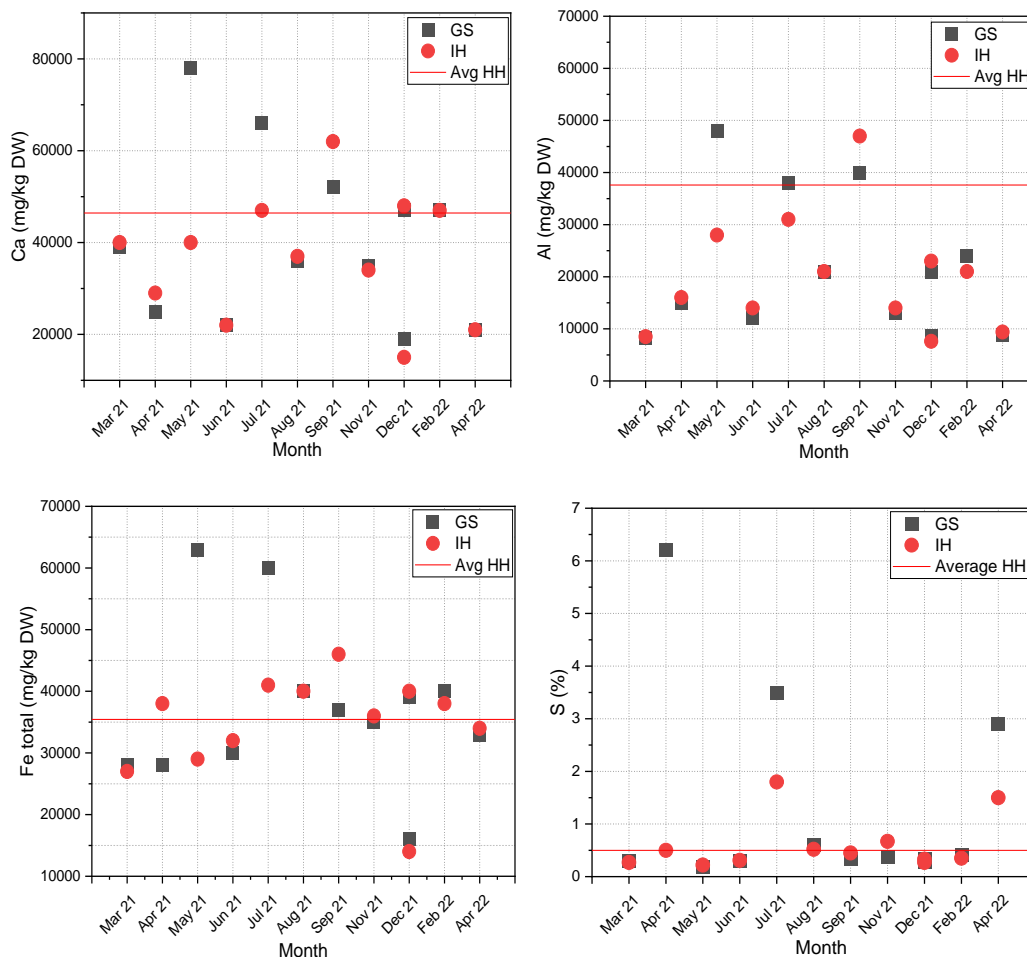 GS
IH
Avg HH
80000
60000
40000
20000
Ca (mg/kg DW)
Mar 21
Apr 21
May 21
Jun 21
Jul 21
Aug 21
Sep 21
Nov 21
Dec 21
Feb 22
Apr 22
Month
GS
IH
Avg HH
70000
60000
50000
40000
30000
20000
10000
0
Al (mg/kg DW)
Mar 21
Apr 21
May 21
Jun 21
Jul 21
Aug 21
Sep 21
Nov 21
Dec 21
Feb 22
Apr 22
Month
GS
IH
Avg HH
70000
60000
50000
40000
30000
20000
10000
Fe total (mg/kg DW)
Mar 21
Apr 21
May 21
Jun 21
Jul 21
Aug 21
Sep 21
Nov 21
Dec 21
Feb 22
Apr 22
Month
GS
IH
Average HH
7
6
5
4
3
2
1
0
S (%)
Mar 21
Apr 21
May 21
Jun 21
Jul 21
Aug 21
Sep 21
Nov 21
Dec 21
Feb 22
Apr 22
Month